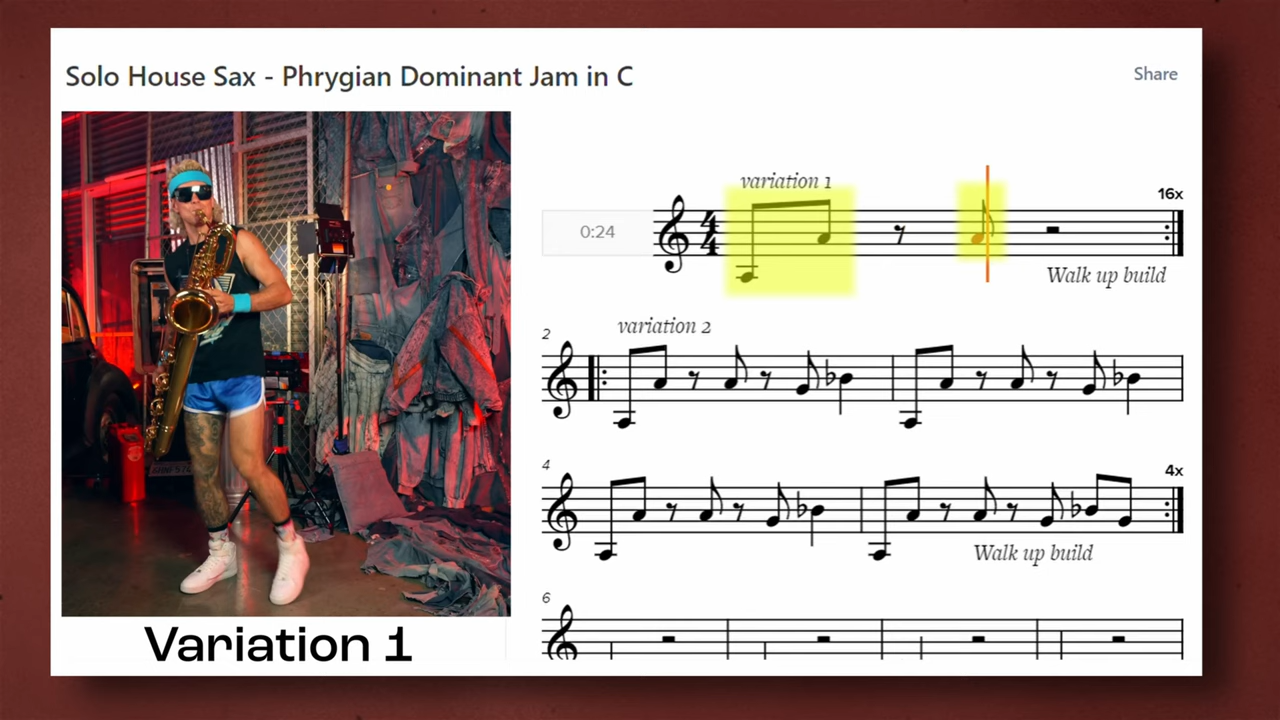 Solo House Sax - Phrygian Dominant Jam in C
Share
variation 1
16x
0:24
Walk up build
variation 2
2
4
4x
Walk up build
6
Variation 1